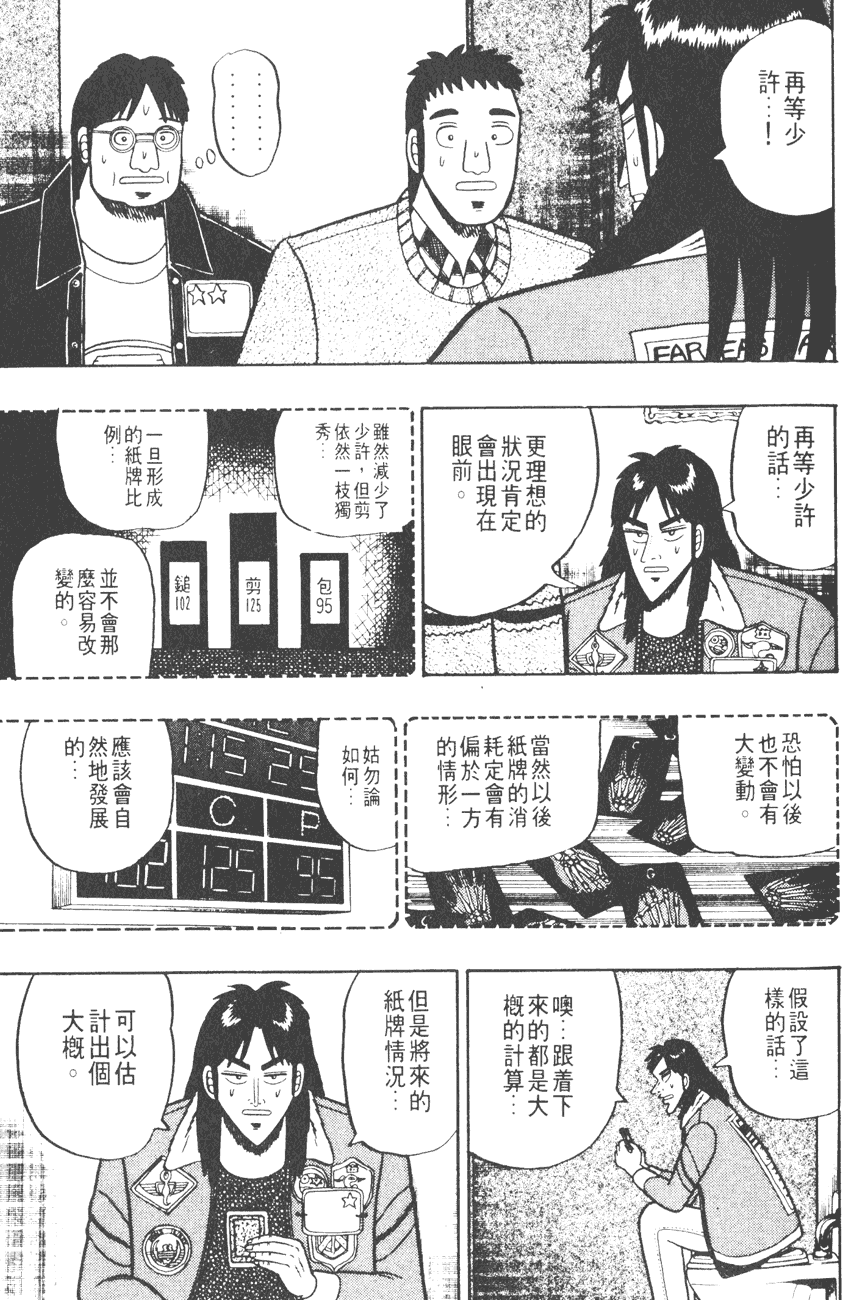 再等少
許…！
………
FAR
再等少許
的話…
更理想的
狀況肯定
會出現在
眼前。
雖然減少了
少許，但剪
依然一枝獨
秀…
一旦形成
的紙牌比
例…
並不會那
麼容易改
變的。
包
95
剪
125
鎚
102
恐怕以後
也不會有
大變動。
當然以後
紙牌的消
耗定會有
偏於一方
的情形…
C
G
G
C
姑勿論
如何…
應該會自
然地發展
的…
115
C
P
102
125
95
假設了這
樣的話…
噢…跟着下
來的都是大
概的計算…
但是將來的
紙牌情況…
可以估
計出個
大概。